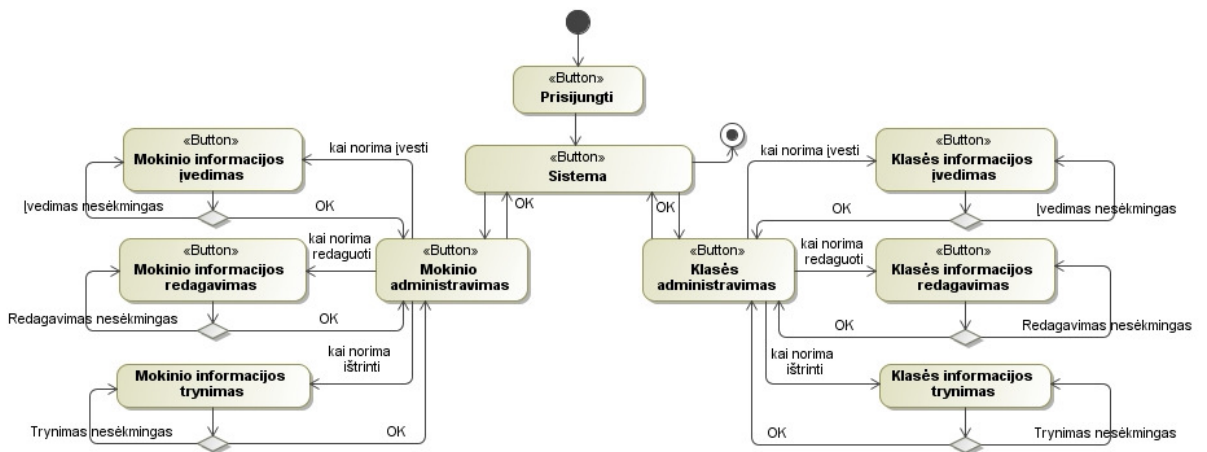 «Button»
Prisijungti
«Button»
Sistema
OK
OK
«Button»
Mokinio informacijos
įvedimas
kai norima įvesti
Įvedimas nesėkmingas
OK
«Button»
Mokinio informacijos
redagavimas
kai norima
redaguoti
«Button»
Mokinio
administravimas
Redagavimas nesėkmingas
OK
kai norima
ištrinti
Mokinio informacijos
trynimas
Trynimas nesėkmingas
OK
kai norima įvesti
«Button»
Klasės informacijos
įvedimas
OK
Įvedimas nesėkmingas
«Button»
Klasės
administravimas
kai norima
redaguoti
«Button»
Klasės informacijos
redagavimas
OK
Redagavimas nesėkmingas
kai norima
ištrinti
Klasės informacijos
trynimas
OK
Trynimas nesėkmingas